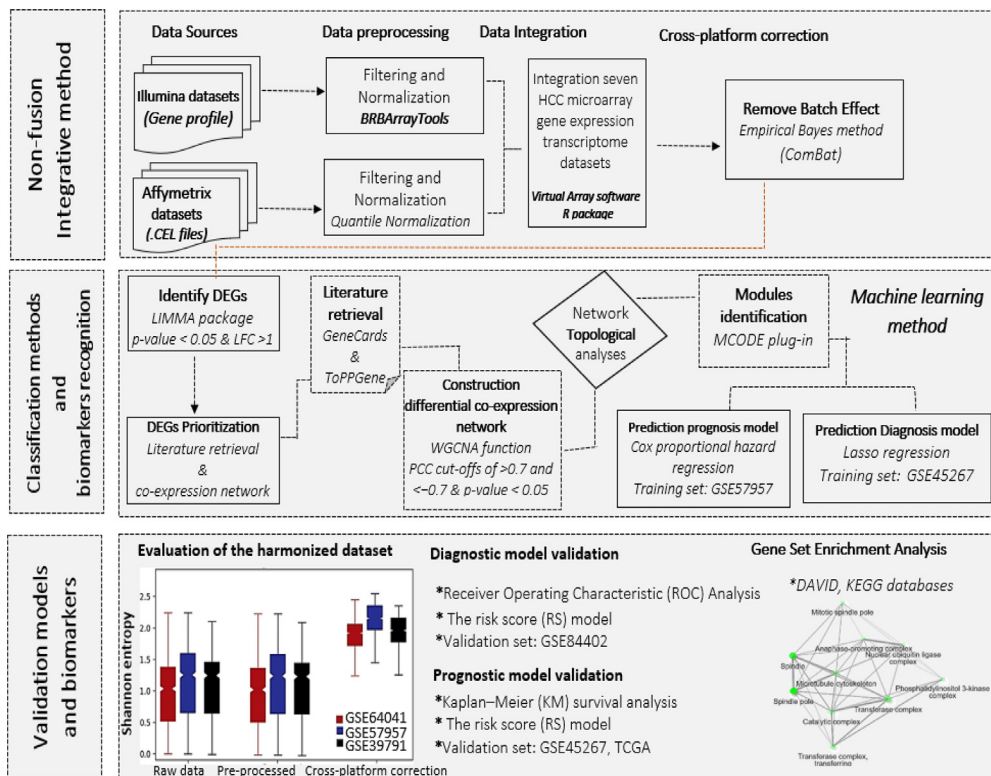 Non-fusion
Integrative method
Data Sources
Data preprocessing
Data Integration
Cross-platform correction
Illumina datasets
(Gene profile)
Filtering and
Normalization
BRBArrayTools
Integration seven
HCC microarray
gene expression
transcriptome
datasets
Virtual Array software
R package
Remove Batch Effect
Empirical Bayes method
(ComBat)
Affymetrix
datasets
(.CEL files)
Filtering and
Normalization
Quantile Normalization
Classification methods
and
biomarkers recognition
Identify DEGs
LIMMA package
p-value < 0.05 & LFC >1
DEGs Prioritization
Literature retrieval
&
co-expression network
Literature
retrieval
GeneCards
&
ToPPGene
Construction
differential co-expression
network
WGCNA function
PCC cut-offs of >0.7 and
<−0.7 & p-value < 0.05
Network
Topological
analyses
Modules
identification
MCODE plug-in
Machine learning
method
Prediction prognosis model
Cox proportional hazard
regression
Training set: GSE57957
Prediction Diagnosis model
Lasso regression
Training set: GSE45267
Validation models
and biomarkers
Evaluation of the harmonized dataset
Shannon entropy
2.5
2.0
1.5
1.0
0.5
0.0
GSE64041
GSE57957
GSE39791
Raw data
Pre-processed
Cross-platform correction
Diagnostic model validation
*Receiver Operating Characteristic (ROC) Analysis
* The risk score (RS) model
*Validation set: GSE84402
Prognostic model validation
*Kaplan–Meier (KM) survival analysis
* The risk score (RS) model
*Validation set: GSE45267, TCGA
Gene Set Enrichment Analysis
*DAVID, KEGG databases
Mitotic spindle pole
Anaphase-promoting complex
Nuclear ubiquitin ligase
complex
Spindle
Microtubule cytoskeleton
Phosphatidylinositol 3-kinase
complex
Spindle pole
Transferase complex
Catalytic complex
Transferase complex,
transferrino